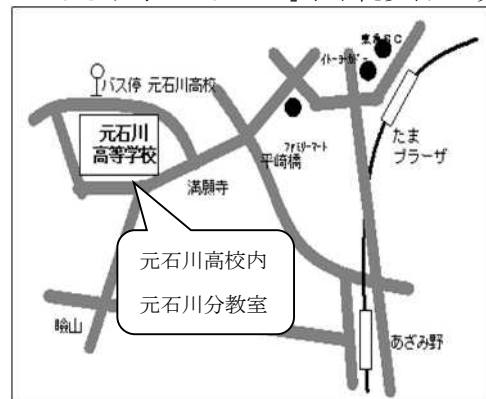 東急SC
イトーヨーカドー
バス停 元石川高校
元石川
高等学校
ファミリーマート
平崎橋
たま
プラーザ
満願寺
元石川高校内
元石川分教室
嶮山
あざみ野